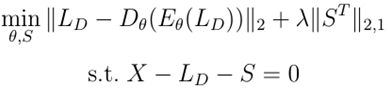 min_{θ,S} ‖L_D − D_θ(E_θ(L_D))‖_2 + λ‖S^T‖_{2,1}
s.t. X − L_D − S = 0